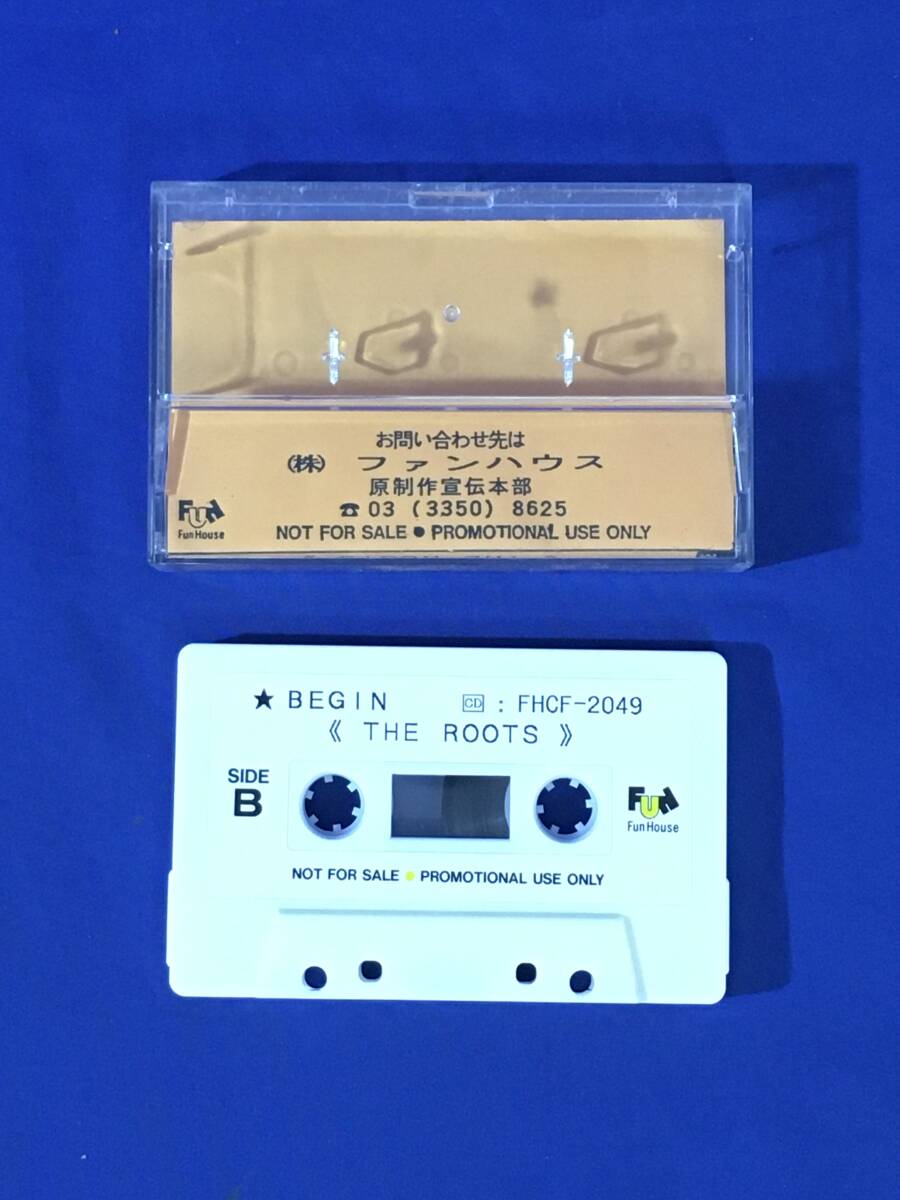 お問い合わせ先は
㈱ ファンハウス
原制作宣伝本部
☎ 03 (3350) 8625
Fun
Fun House
NOT FOR SALE ● PROMOTIONAL USE ONLY
★ BEGIN CD : FHCF-2049
《 THE ROOTS 》
SIDE
B
Fun
Fun House
NOT FOR SALE ● PROMOTIONAL USE ONLY